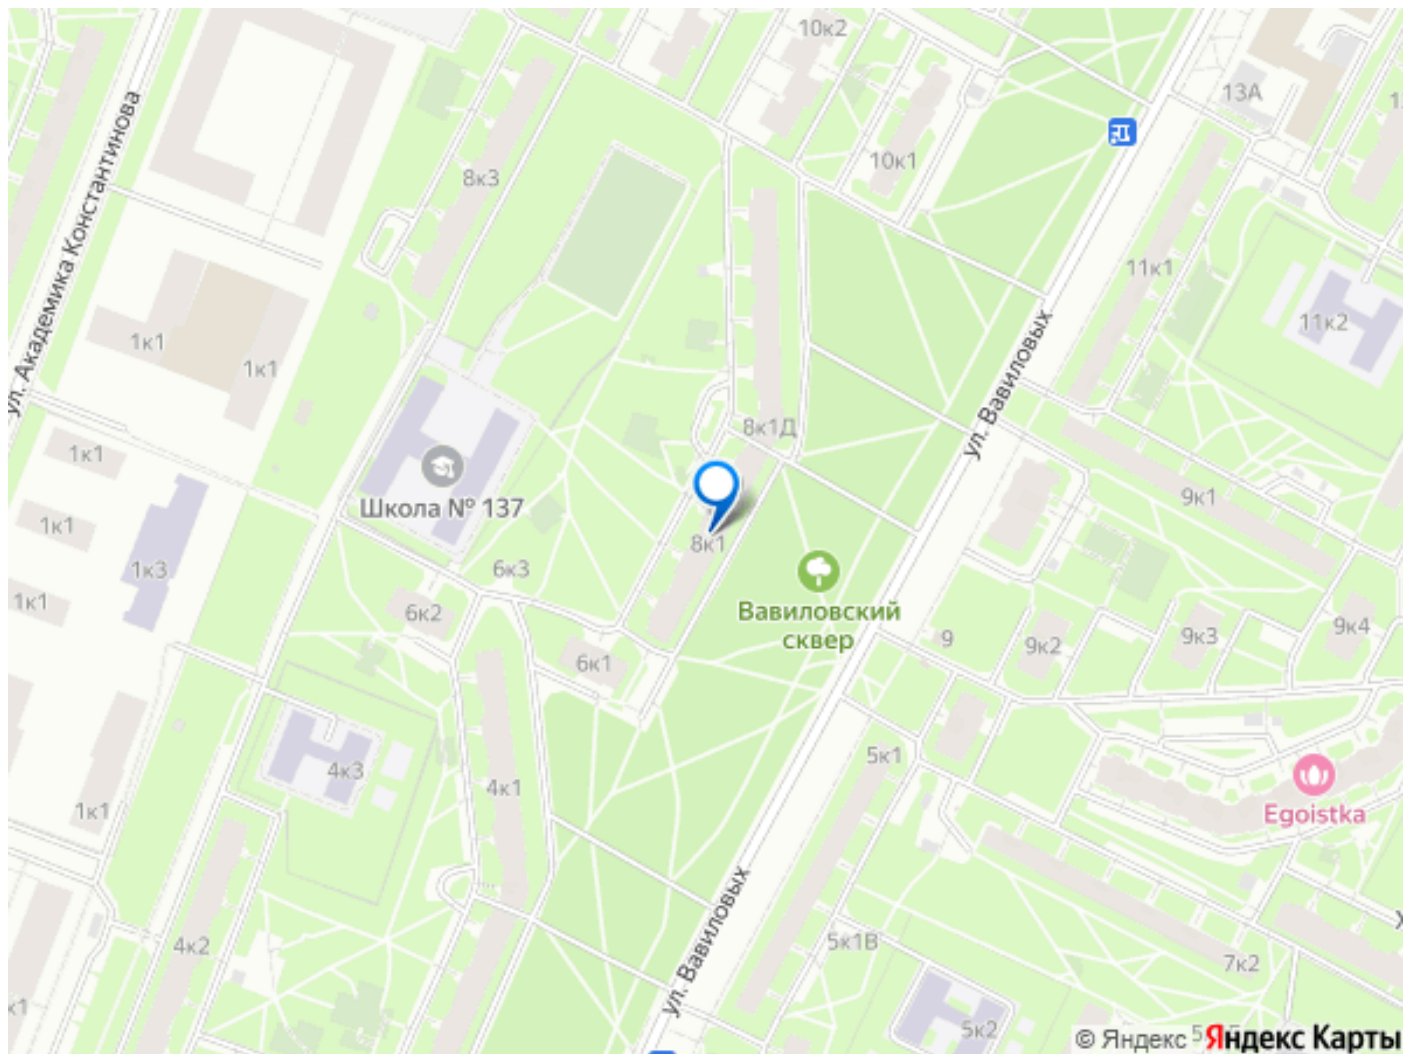 10к2
13А
ул. Академика Константинова
10к1
8к3
11к1
11к2
1к1
1к1
ул. Вавиловых
8к1Д
1к1
Школа № 137
9к1
1к1
8к1
1к3
6к3
Вавиловский
сквер
1к1
6к2
9
9к2
9к3
9к4
6к1
5к1
4к3
4к1
1к1
Egoistka
ул. Вавиловых
4к2
5к1В
7к2
5к2
© Яндекс
Яндекс Карты